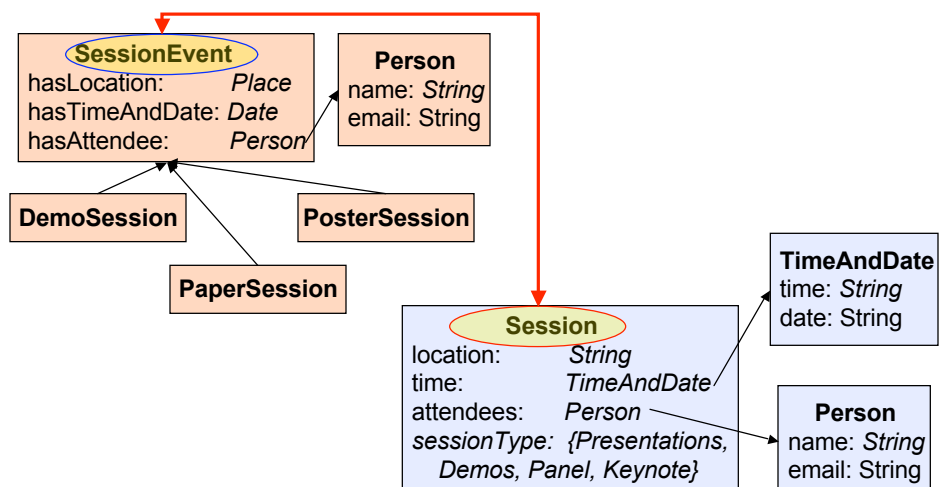 SessionEvent
hasLocation: Place
hasTimeAndDate: Date
hasAttendee: Person
Person
name: String
email: String
DemoSession
PosterSession
PaperSession
TimeAndDate
time: String
date: String
Session
location: String
time: TimeAndDate
attendees: Person
sessionType: {Presentations,
Demos, Panel, Keynote}
Person
name: String
email: String